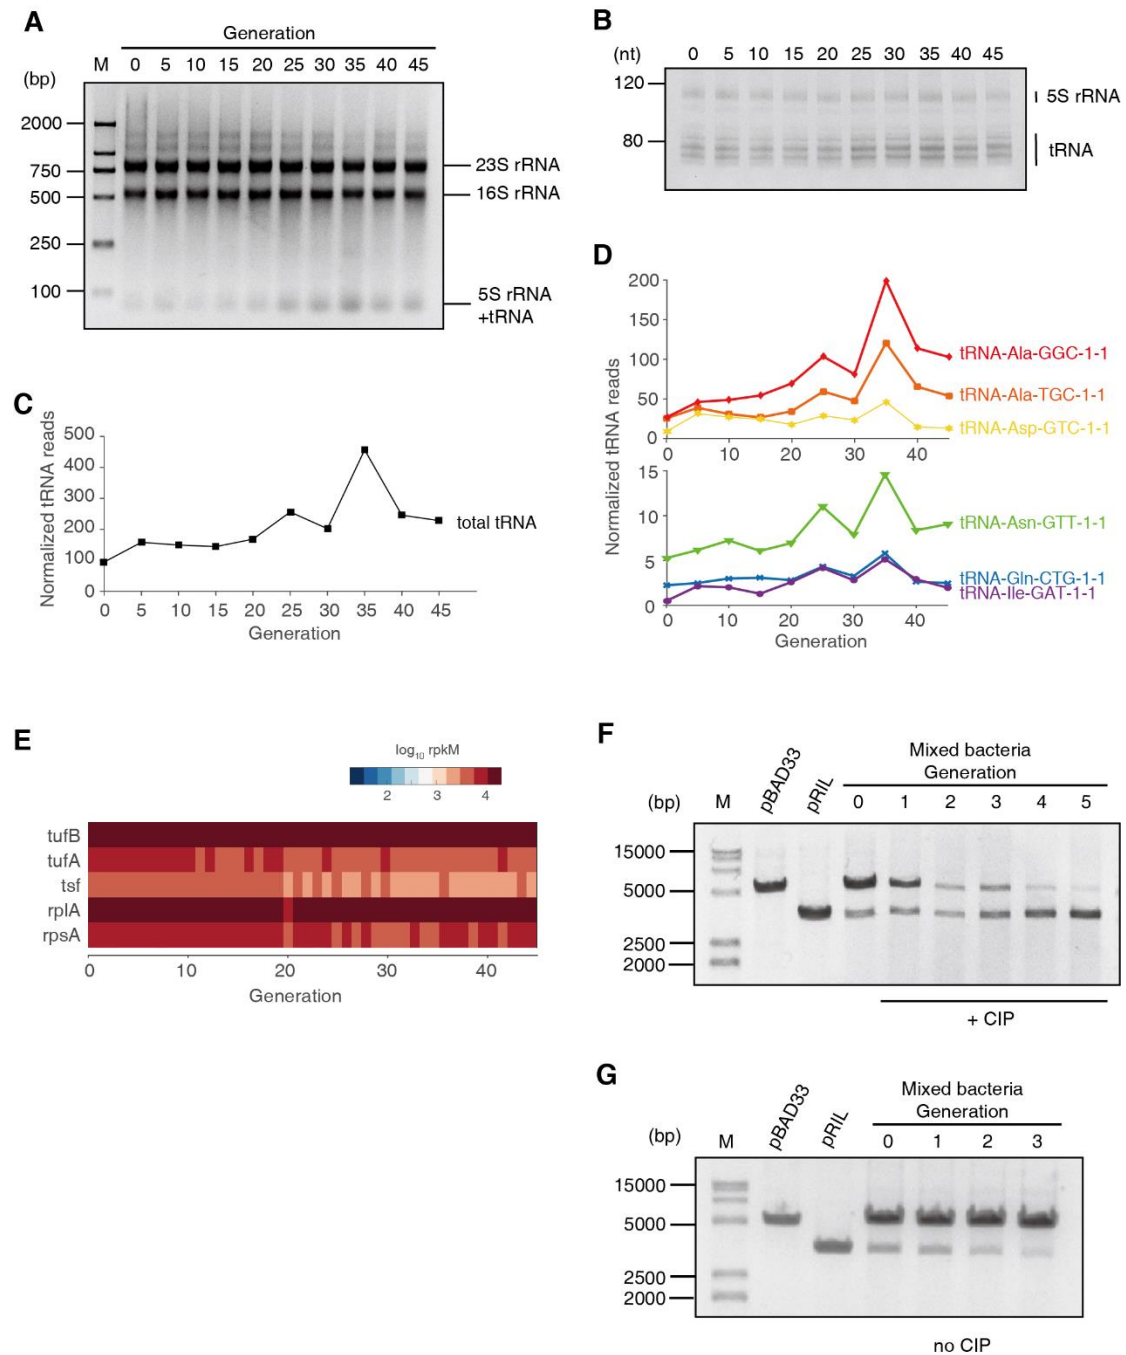 A
Generation
M 0 5 10 15 20 25 30 35 40 45
(bp)
2000
750
500
250
100
23S rRNA
16S rRNA
5S rRNA
+tRNA
B
(nt) 0 5 10 15 20 25 30 35 40 45
120
80
5S rRNA
tRNA
C
Normalized tRNA reads
500
400
300
200
100
0
total tRNA
0 5 10 15 20 25 30 35 40 45
Generation
D
Normalized tRNA reads
200
150
100
50
0
0 10 20 30 40
tRNA-Ala-GGC-1-1
tRNA-Ala-TGC-1-1
tRNA-Asp-GTC-1-1
15
10
5
0
tRNA-Asn-GTT-1-1
tRNA-Gln-CTG-1-1
tRNA-Ile-GAT-1-1
0 10 20 30 40
Generation
E
log10 rpkM
2 3 4
tufB
tufA
tsf
rplA
rpsA
0 10 20 30 40
Generation
F
Mixed bacteria
Generation
(bp) M pBAD33 pRIL 0 1 2 3 4 5
15000
5000
2500
2000
+ CIP
G
Mixed bacteria
Generation
(bp) M pBAD33 pRIL 0 1 2 3
15000
5000
2500
2000
no CIP